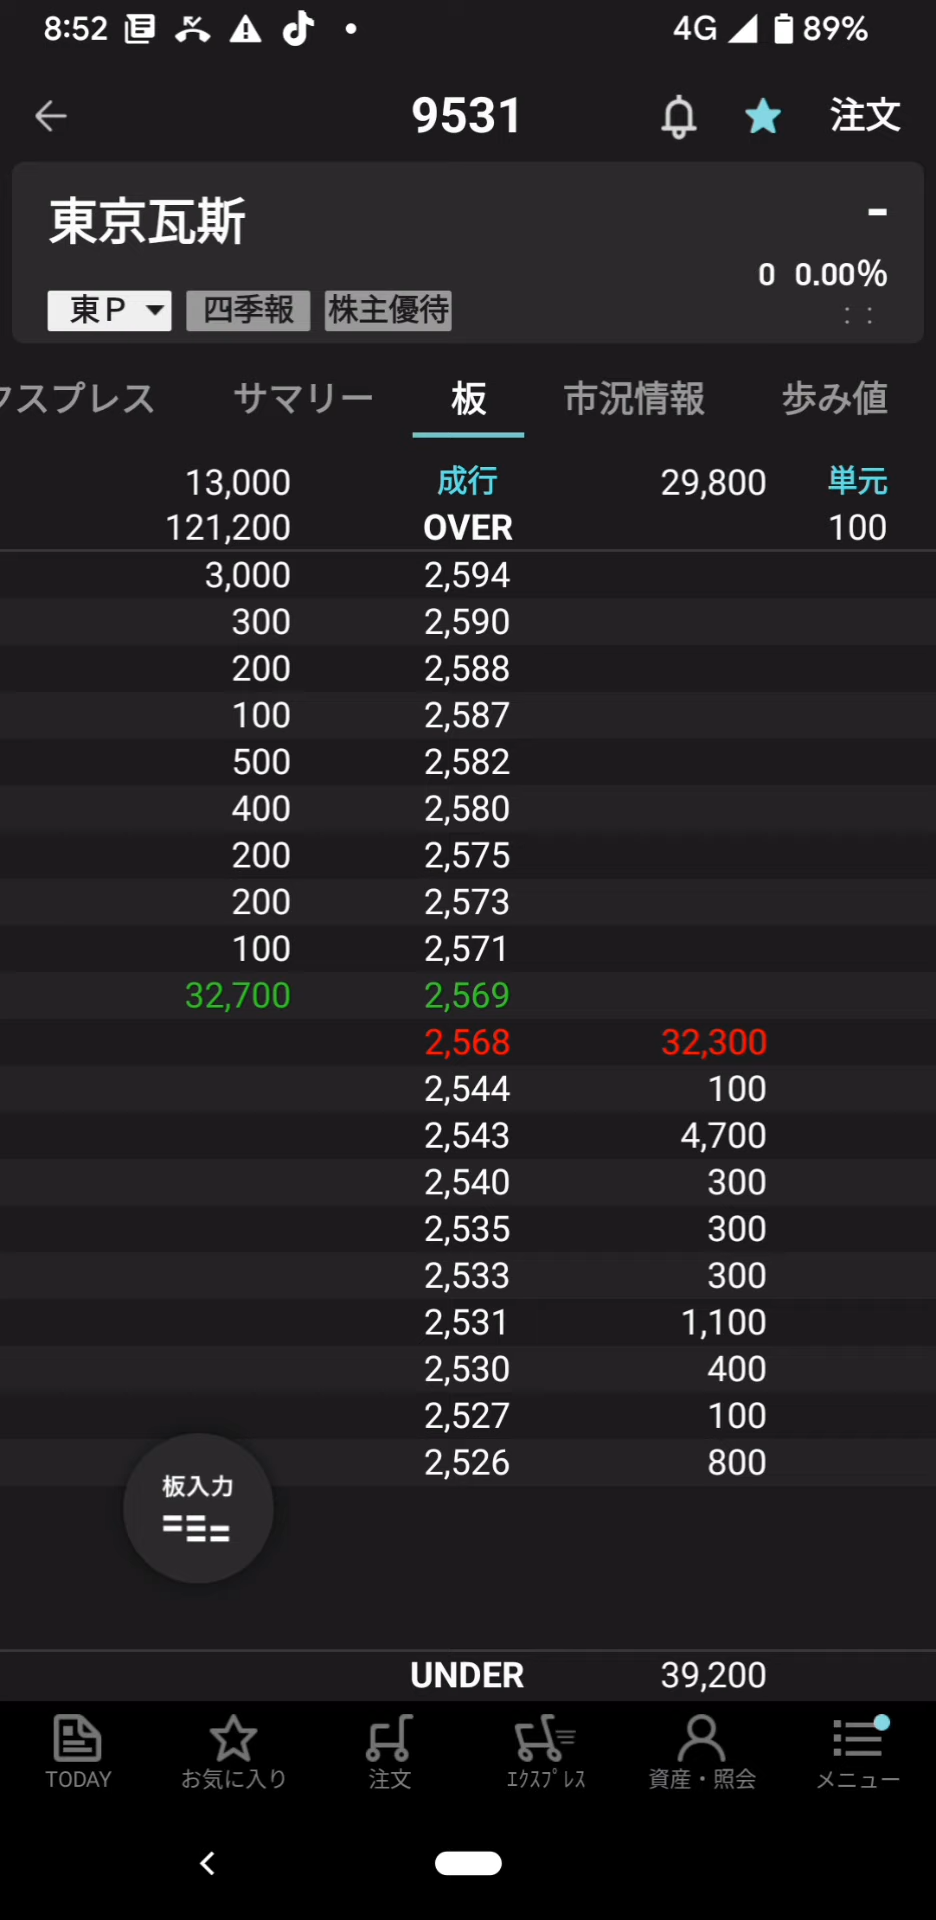 8:52 4G 89%
9531 注文
東京瓦斯 -
0 0.00%
東P 四季報 株主優待 : :
クスプレス サマリー 板 市況情報 歩み値
13,000 成行 29,800 単元
121,200 OVER 100
3,000 2,594
300 2,590
200 2,588
100 2,587
500 2,582
400 2,580
200 2,575
200 2,573
100 2,571
32,700 2,569
2,568 32,300
2,544 100
2,543 4,700
2,540 300
2,535 300
2,533 300
2,531 1,100
2,530 400
2,527 100
2,526 800
板入力
UNDER 39,200
TODAY お気に入り 注文 ｴｸｽﾌﾟﾚｽ 資産・照会 メニュー